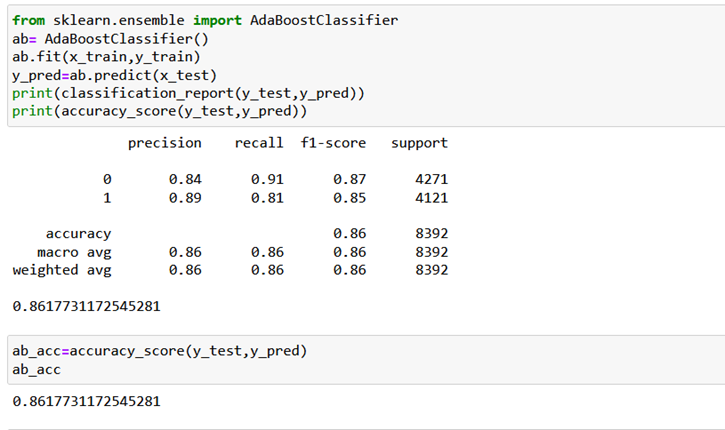 from sklearn.ensemble import AdaBoostClassifier
ab= AdaBoostClassifier()
ab.fit(x_train,y_train)
y_pred=ab.predict(x_test)
print(classification_report(y_test,y_pred))
print(accuracy_score(y_test,y_pred))
precision recall f1-score support
0 0.84 0.91 0.87 4271
1 0.89 0.81 0.85 4121
accuracy 0.86 8392
macro avg 0.86 0.86 0.86 8392
weighted avg 0.86 0.86 0.86 8392
0.8617731172545281
ab_acc=accuracy_score(y_test,y_pred)
ab_acc
0.8617731172545281